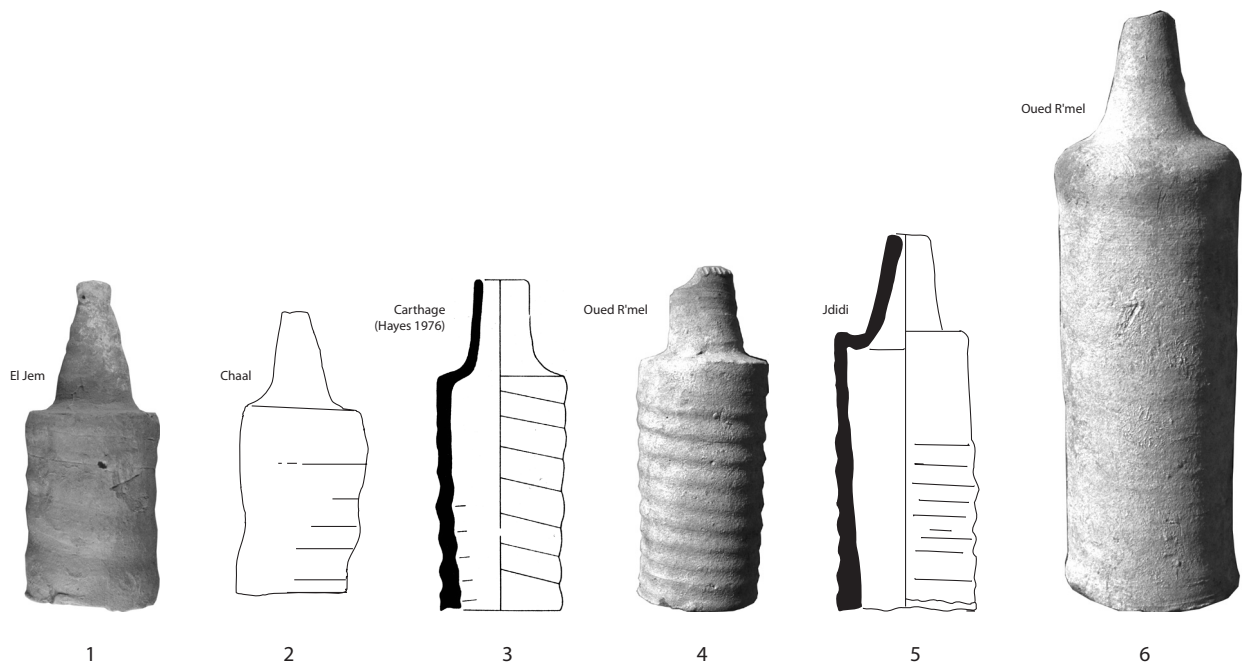 Oued R'mel
El Jem
Chaal
Carthage
(Hayes 1976)
Oued R'mel
Jdidi
1
2
3
4
5
6